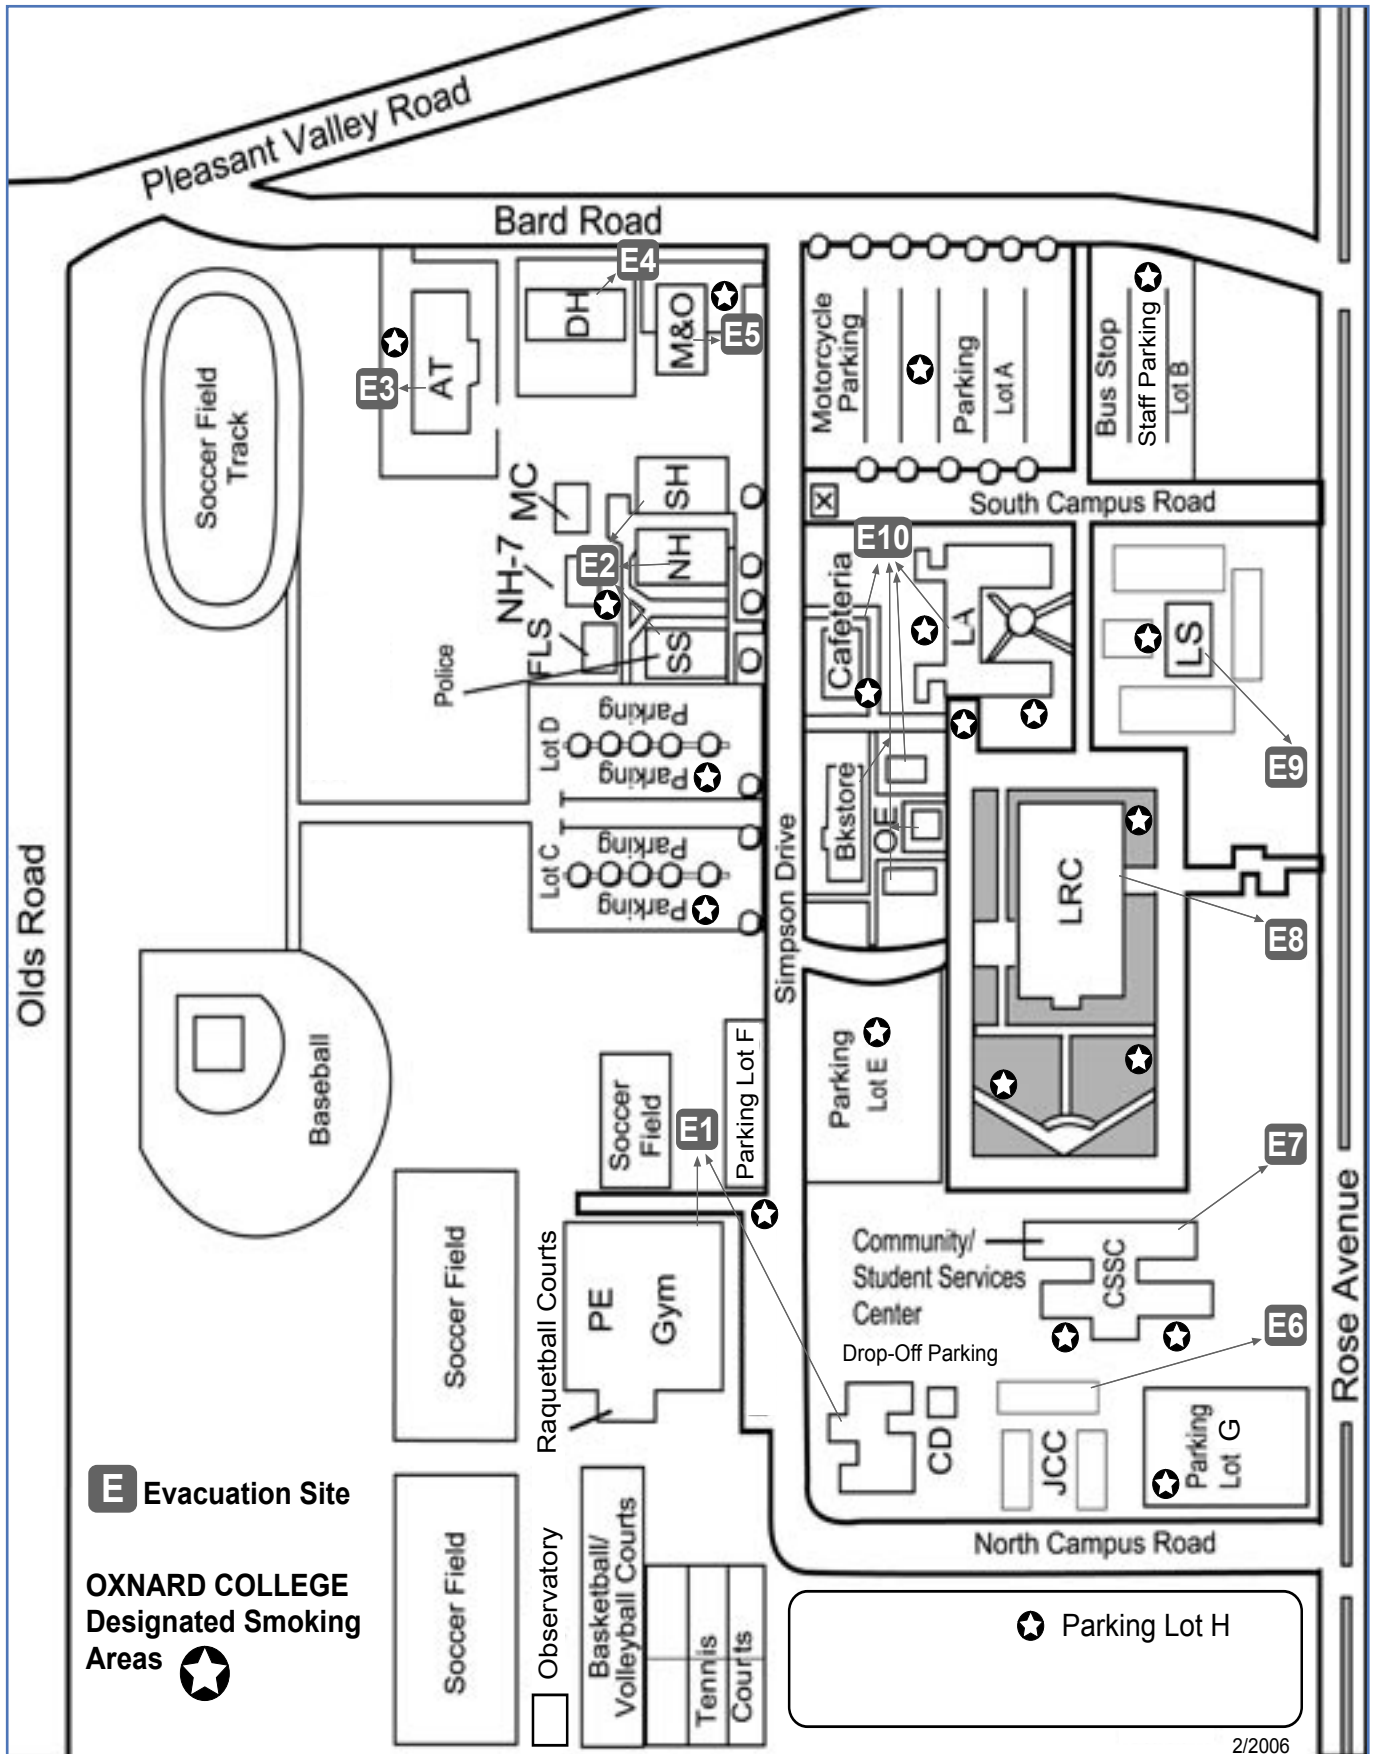 Pleasant Valley Road
Bard Road
E4
DH
M&O
E5
AT
E3
Soccer Field
Track
Motorcycle
Parking
Parking
Lot A
Bus Stop
Staff Parking
Lot B
South Campus Road
X
MC
SH
NH-7
E2
NH
FLS
SS
Police
E10
Cafeteria
LA
LS
E9
Lot D
Parking
Parking
Lot C
Parking
Parking
Bkstore
OE
LRC
E8
Simpson Drive
Olds Road
Baseball
Soccer
Field
E1
Parking Lot F
Parking
Lot E
E7
Community/
Student Services
Center
CSSC
E6
Rose Avenue
Drop-Off Parking
Soccer Field
Raquetball Courts
PE
Gym
CD
JCC
Parking
Lot G
North Campus Road
E Evacuation Site
OXNARD COLLEGE
Designated Smoking
Areas
Soccer Field
Observatory
Basketball/
Volleyball Courts
Tennis
Courts
Parking Lot H
2/2006